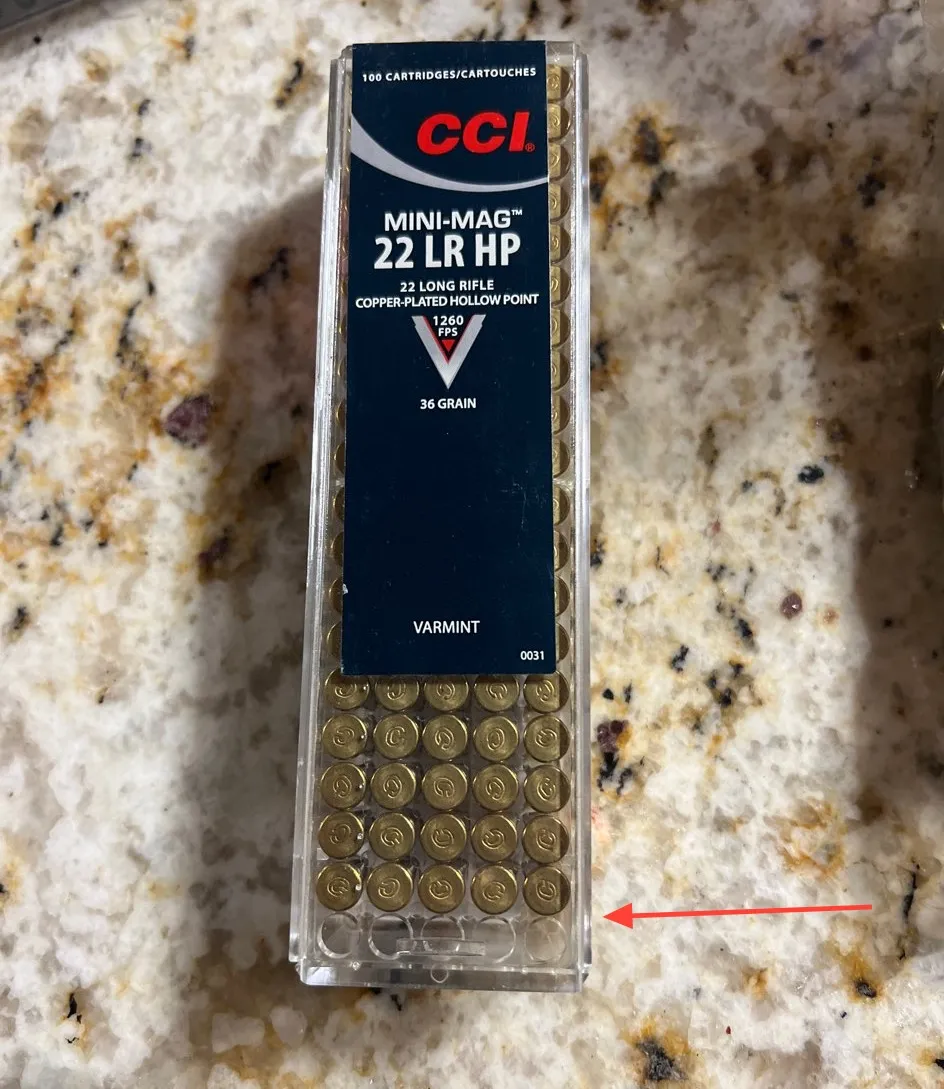 100 CARTRIDGES/CARTOUCHES
CCI®
MINI-MAG™
22 LR HP
22 LONG RIFLE
COPPER-PLATED HOLLOW POINT
1260
FPS
36 GRAIN
VARMINT
0031